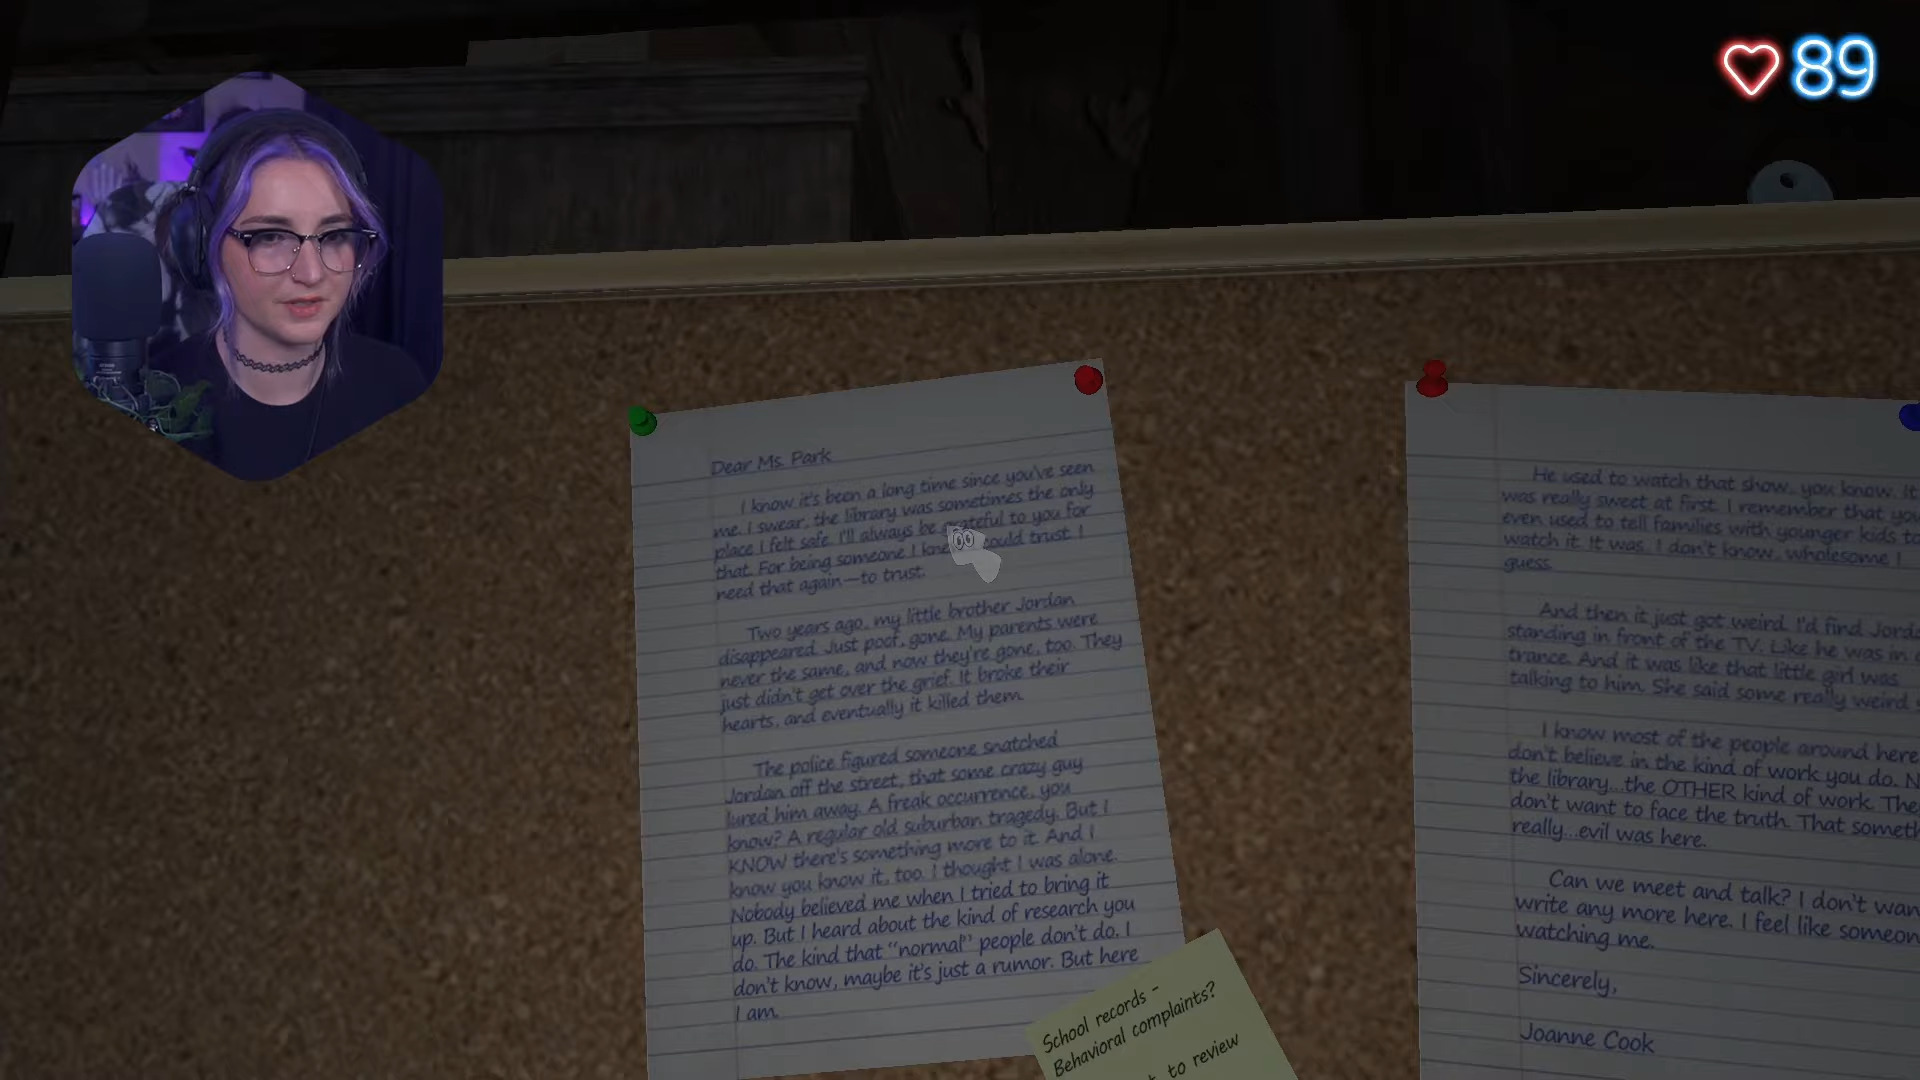 89
Dear Ms. Park
I know it's been a long time since you've seen
me. I swear, the library was sometimes the only
place I felt safe. I'll always be grateful to you for
that. For being someone I could trust. I
need that again—to trust.
Two years ago, my little brother Jordan
disappeared. Just poof, gone. My parents were
never the same, and now they're gone, too. They
just didn't get over the grief. It broke their
hearts, and eventually it killed them.
The police figured someone snatched
Jordan off the street, that some crazy guy
lured him away. A freak occurrence, you
know? A regular old suburban tragedy. But I
KNOW there's something more to it. And I
know you know it, too. I thought I was alone.
Nobody believed me when I tried to bring it
up. But I heard about the kind of research you
do. The kind that “normal” people don't do. I
don't know, maybe it's just a rumor. But here
I am.
School records -
Behavioral complaints?
to review
He used to watch that show, you know. It
was really sweet at first. I remember that you
even used to tell families with younger kids to
watch it. It was, I don't know, wholesome I
guess.
And then it just got weird. I'd find Jorda
standing in front of the TV. Like he was in
trance. And it was like that little girl was
talking to him. She said some really weird
I know most of the people around here
don't believe in the kind of work you do. N
the library...the OTHER kind of work. The
don't want to face the truth. That someth
really...evil was here.
Can we meet and talk? I don't wan
write any more here. I feel like someon
watching me.
Sincerely,
Joanne Cook